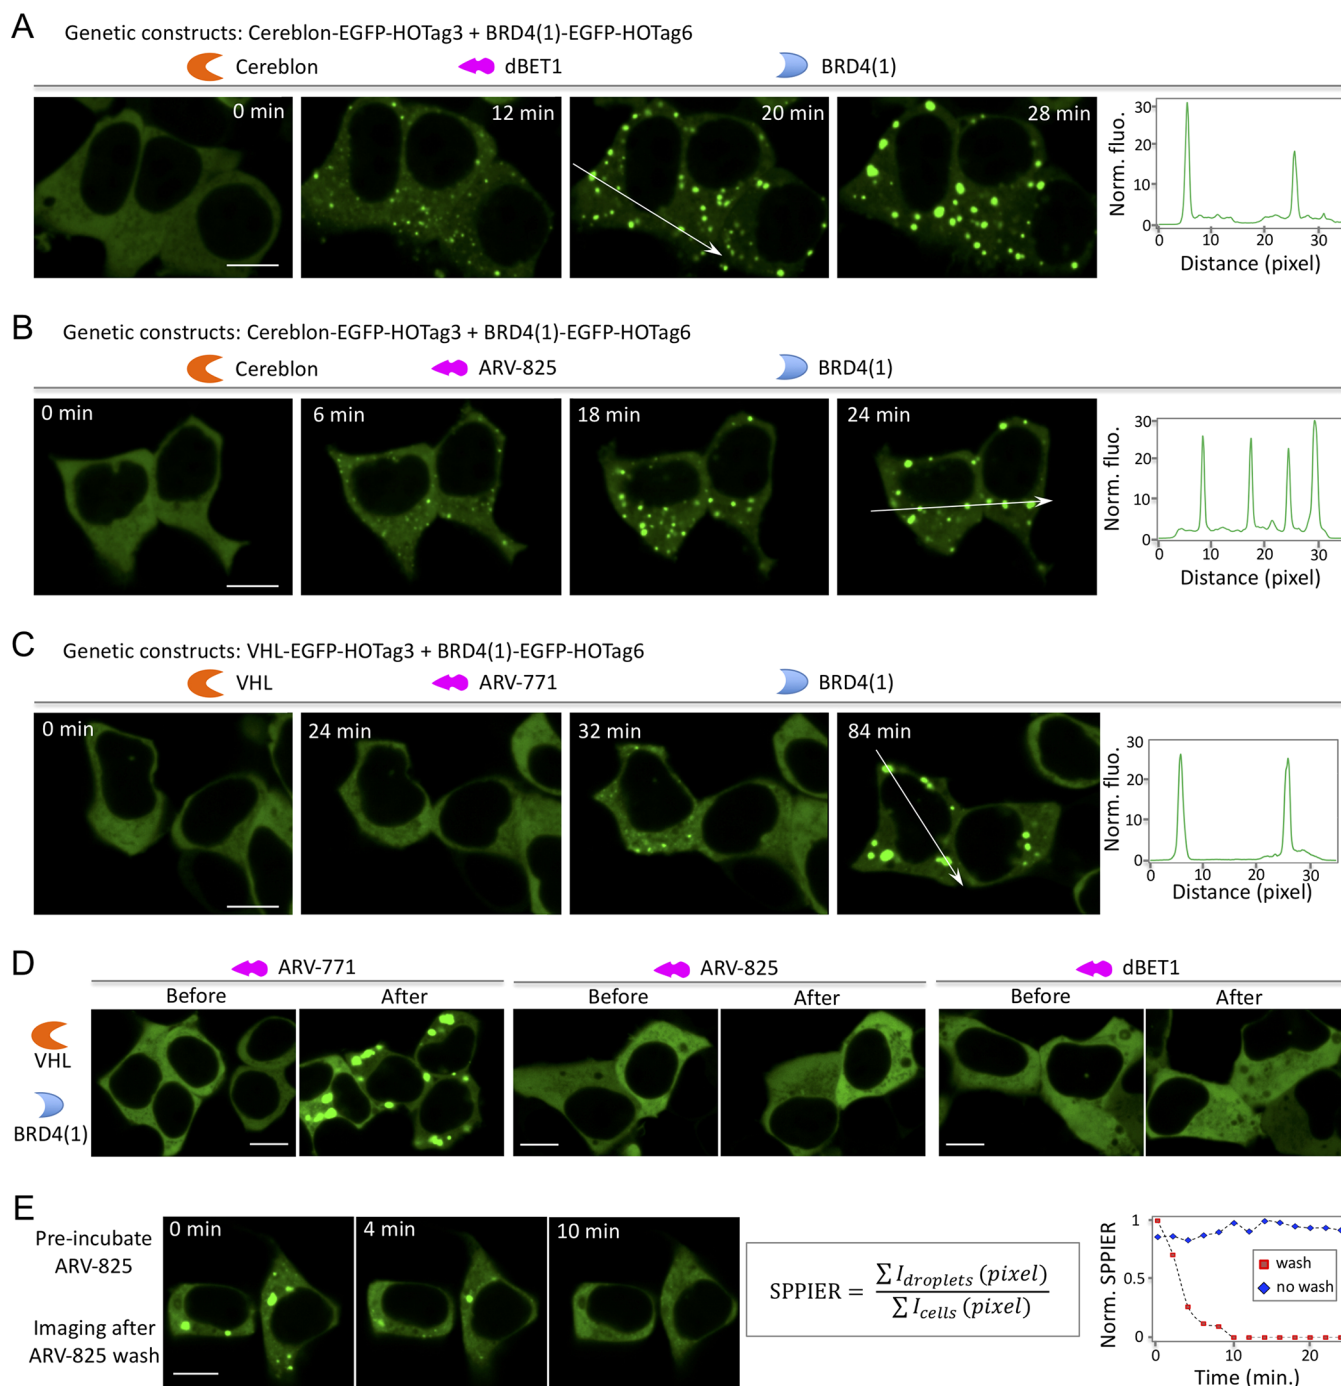 A
Genetic constructs: Cereblon-EGFP-HOTag3 + BRD4(1)-EGFP-HOTag6
Cereblon dBET1 BRD4(1)
0 min 12 min 20 min 28 min
Norm. fluo.
30
20
10
0
0 10 20 30
Distance (pixel)
B
Genetic constructs: Cereblon-EGFP-HOTag3 + BRD4(1)-EGFP-HOTag6
Cereblon ARV-825 BRD4(1)
0 min 6 min 18 min 24 min
Norm. fluo.
30
20
10
0
0 10 20 30
Distance (pixel)
C
Genetic constructs: VHL-EGFP-HOTag3 + BRD4(1)-EGFP-HOTag6
VHL ARV-771 BRD4(1)
0 min 24 min 32 min 84 min
Norm. fluo.
30
20
10
0
0 10 20 30
Distance (pixel)
D
ARV-771 ARV-825 dBET1
Before After Before After Before After
VHL
BRD4(1)
E
Pre-incubate
ARV-825
Imaging after
ARV-825 wash
0 min 4 min 10 min
SPPIER = ∑ I_droplets (pixel) / ∑ I_cells (pixel)
Norm. SPPIER
1
0.5
0
wash
no wash
0 10 20
Time (min.)